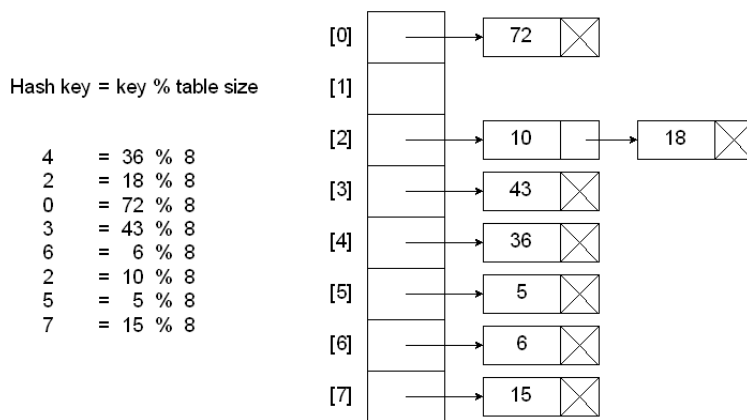 Hash key = key % table size
4 = 36 % 8
2 = 18 % 8
0 = 72 % 8
3 = 43 % 8
6 = 6 % 8
2 = 10 % 8
5 = 5 % 8
7 = 15 % 8
[0] 72
[1]
[2] 10 18
[3] 43
[4] 36
[5] 5
[6] 6
[7] 15